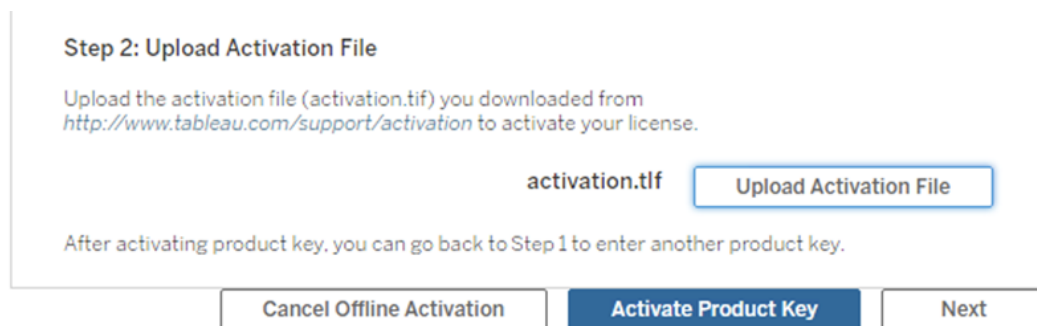 Step 2: Upload Activation File
Upload the activation file (activation.tif) you downloaded from
http://www.tableau.com/support/activation to activate your license.
activation.tlf Upload Activation File
After activating product key, you can go back to Step 1 to enter another product key.
Cancel Offline Activation Activate Product Key Next